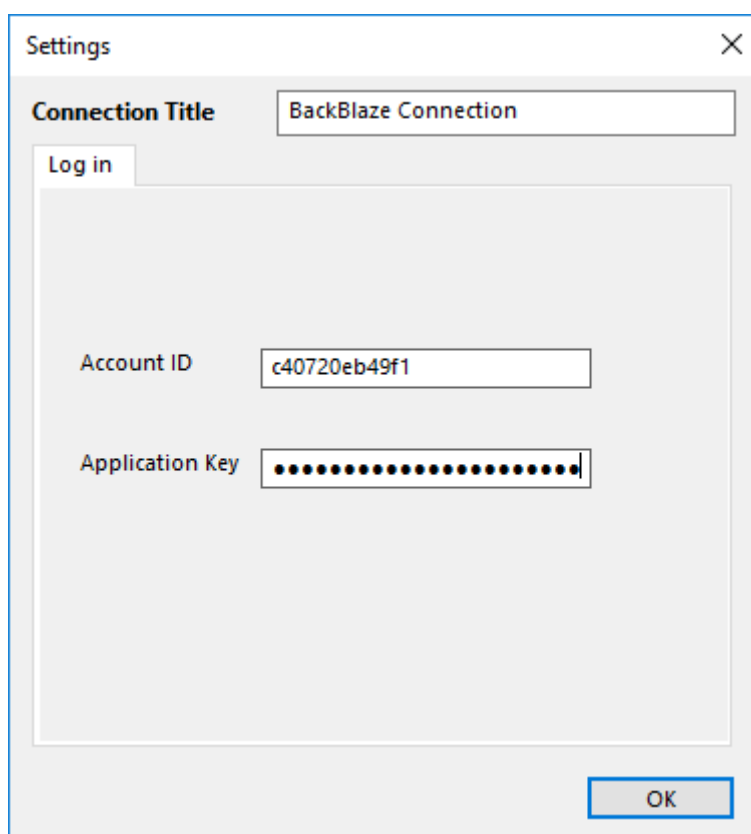 Settings
Connection Title BackBlaze Connection
Log in
Account ID c40720eb49f1
Application Key ●●●●●●●●●●●●●●●●●●●●●●●
OK